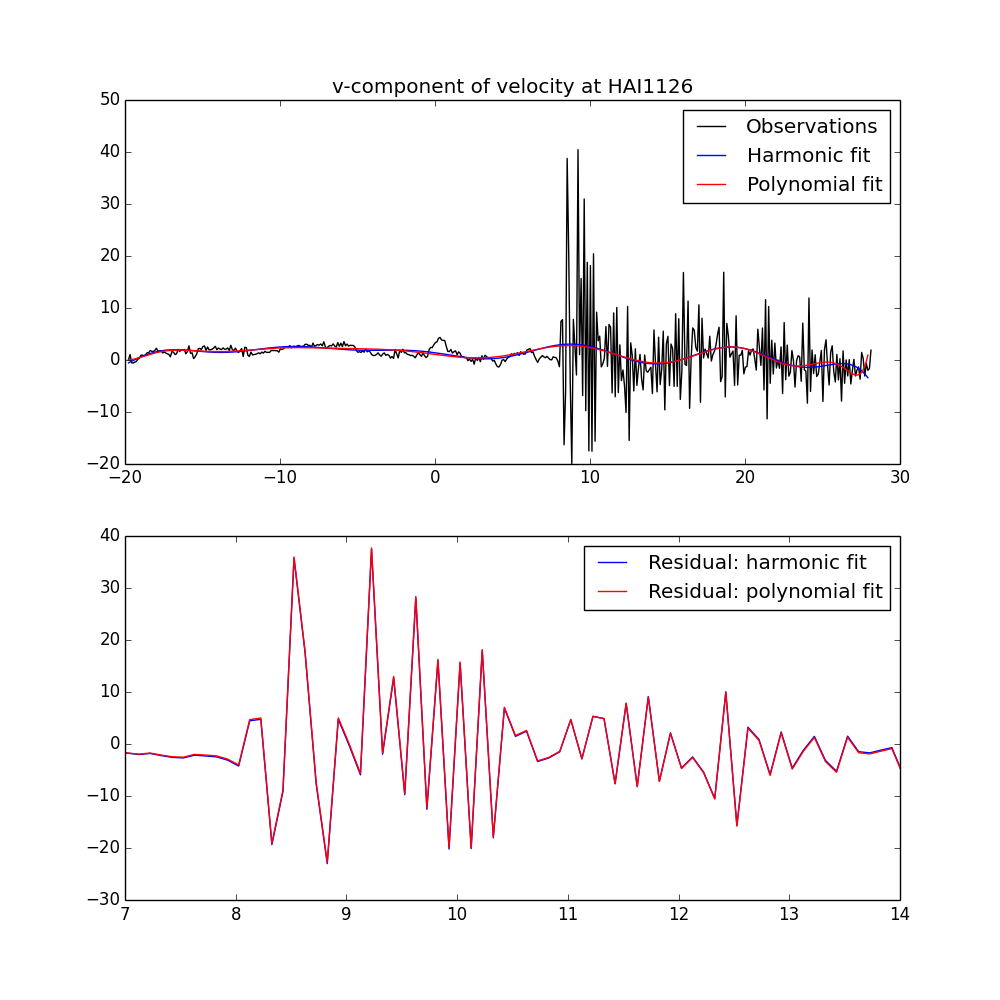 v-component of velocity at HAI1126
50
40
30
20
10
0
−10
−20
Observations
Harmonic fit
Polynomial fit
−20 −10 0 10 20 30
40
30
20
10
0
−10
−20
−30
Residual: harmonic fit
Residual: polynomial fit
7 8 9 10 11 12 13 14